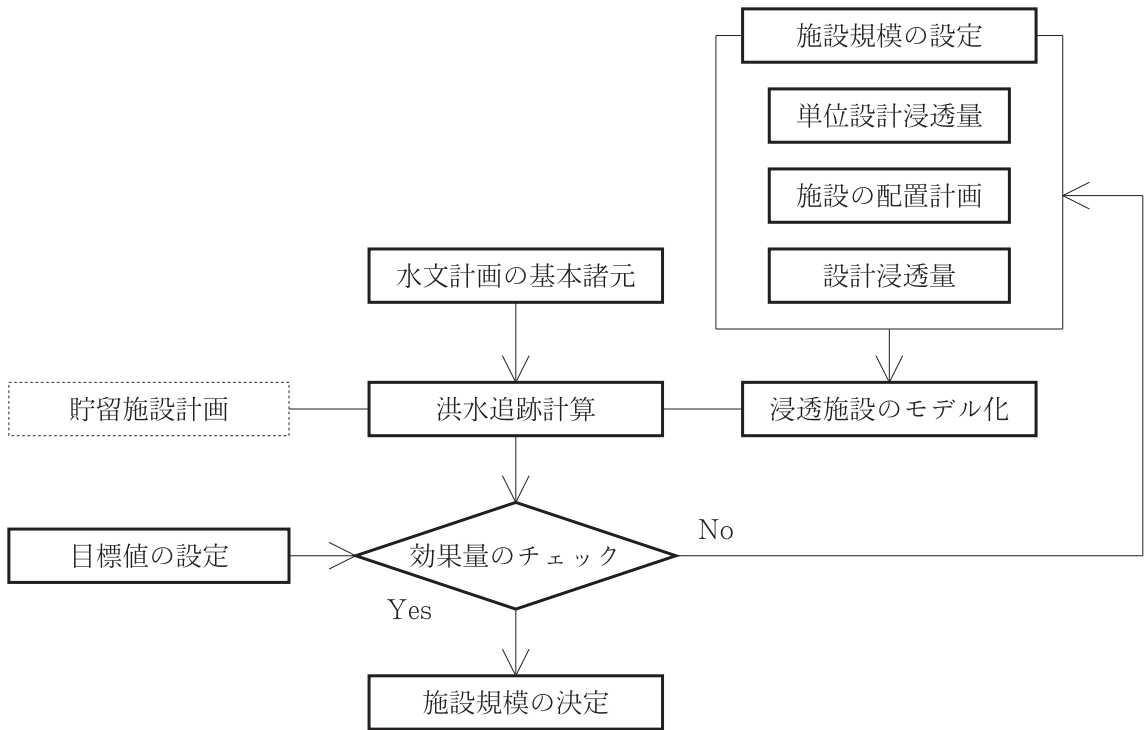 施設規模の設定
単位設計浸透量
施設の配置計画
設計浸透量
水文計画の基本諸元
貯留施設計画
洪水追跡計算
浸透施設のモデル化
目標値の設定
効果量のチェック
No
Yes
施設規模の決定